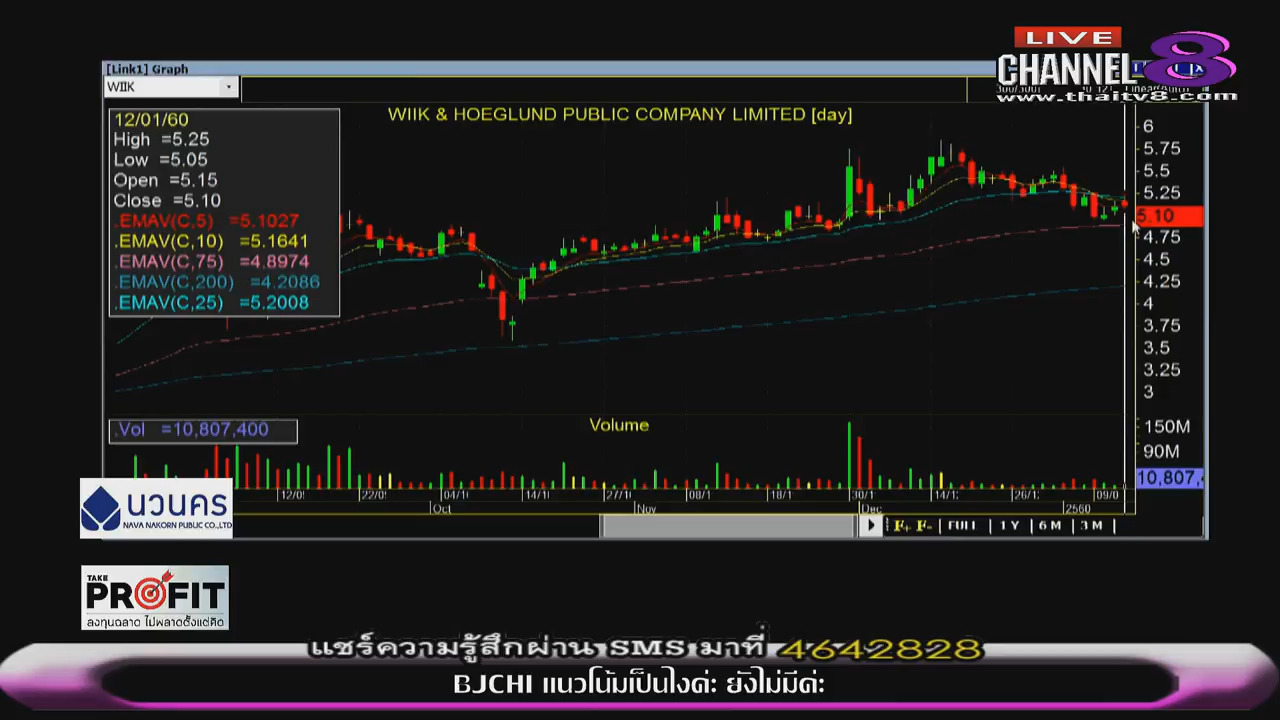 LIVE
CHANNEL 8
www.thaitv8.com
[Link1] Graph
WIIK
WIIK & HOEGLUND PUBLIC COMPANY LIMITED [day]
12/01/60
High =5.25
Low =5.05
Open =5.15
Close =5.10
.EMAV(C,5) =5.1027
.EMAV(C,10) =5.1641
.EMAV(C,75) =4.8974
.EMAV(C,200) =4.2086
.EMAV(C,25) =5.2008
6
5.75
5.5
5.25
5.10
4.75
4.5
4.25
4
3.75
3.5
3.25
3
.Vol =10,807,400
Volume
150M
90M
10,807,
12/0 22/0 04/1 14/1 27/1 08/1 18/1 30/1 14/1 26/1 09/0
Oct Nov Dec 2560
F+ F- FULL 1Y 6M 3M
นวนคร
NAVA NAKORN PUBLIC CO.,LTD
TAKE
PROFIT
ลงทุนฉลาด ไม่พลาดตั้งแต่คิด
แชร์ความรู้สึกผ่าน SMS มาที่ 4642828
BJCHI แนวโน้มเป็นไงค่ะ ยังไม่มีค่ะ